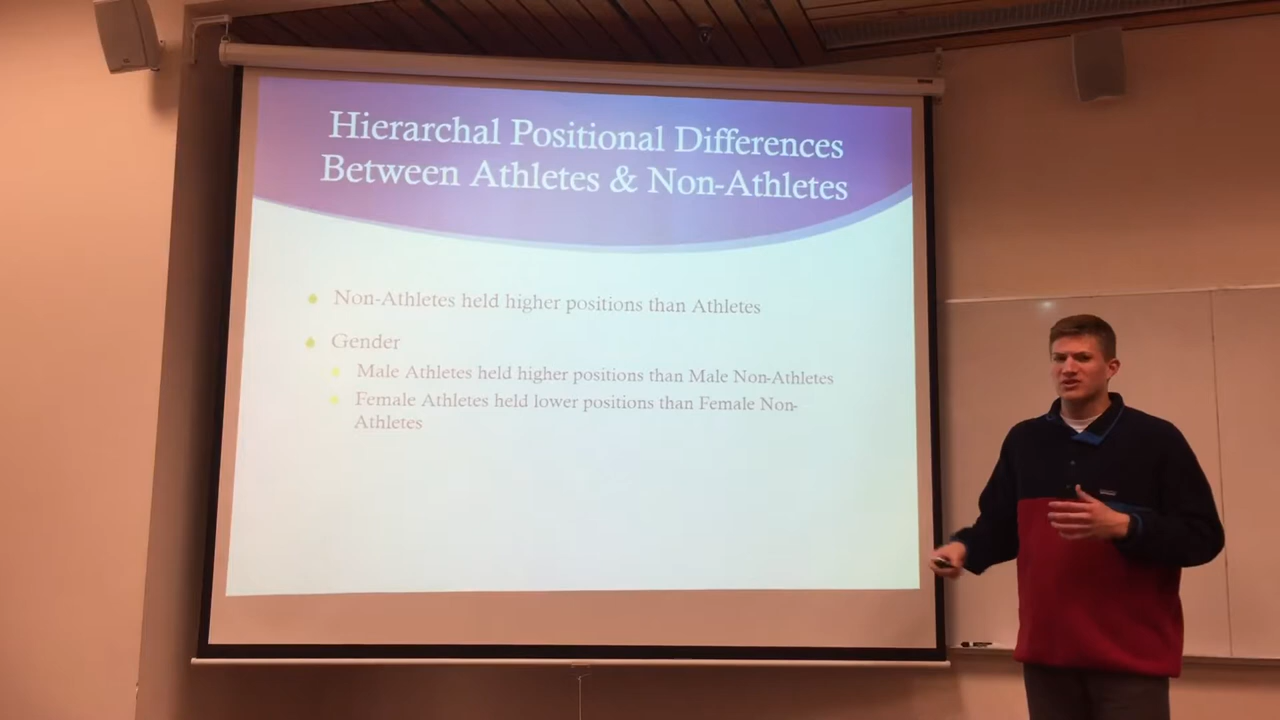 Hierarchal Positional Differences
Between Athletes & Non-Athletes
Non-Athletes held higher positions than Athletes
Gender
Male Athletes held higher positions than Male Non-Athletes
Female Athletes held lower positions than Female Non-
Athletes